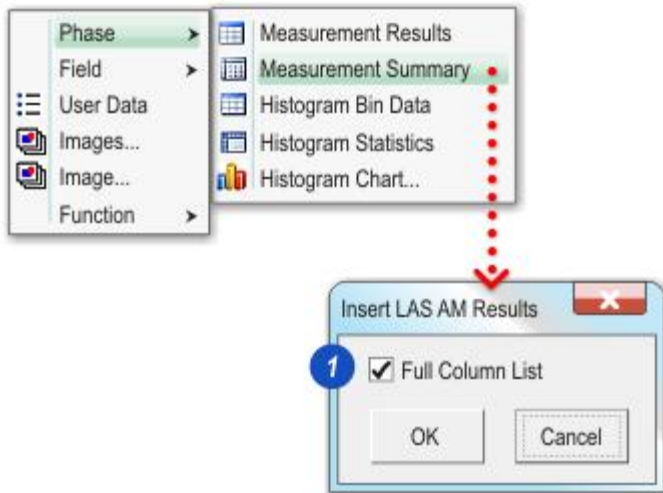 Phase
Field
User Data
Images...
Image...
Function
Measurement Results
Measurement Summary
Histogram Bin Data
Histogram Statistics
Histogram Chart...
Insert LAS AM Results
1
Full Column List
OK
Cancel